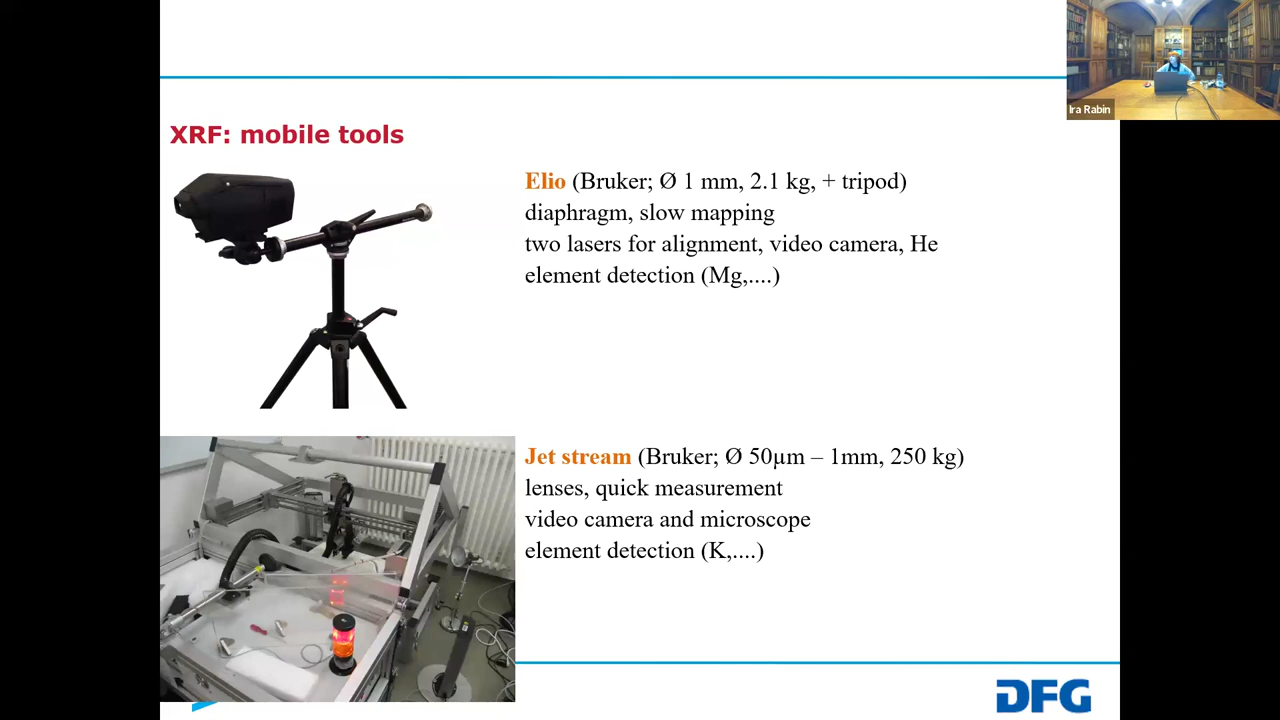 Ira Rabin
XRF: mobile tools
Elio (Bruker; Ø 1 mm, 2.1 kg, + tripod)
diaphragm, slow mapping
two lasers for alignment, video camera, He
element detection (Mg,....)
Jet stream (Bruker; Ø 50µm – 1mm, 250 kg)
lenses, quick measurement
video camera and microscope
element detection (K,....)
DFG